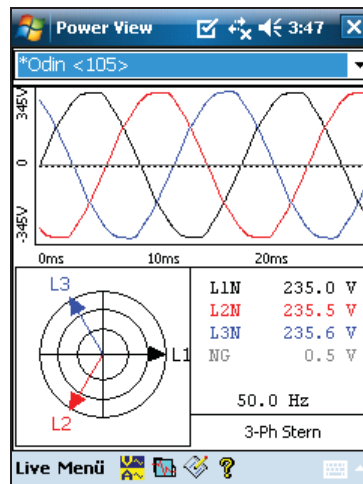 Power View 3:47
*Odin <105>
345V
0
-345V
0ms 10ms 20ms
L3
L1
L2
L1N 235.0 V
L2N 235.5 V
L3N 235.6 V
NG 0.5 V
50.0 Hz
3-Ph Stern
Live Menü